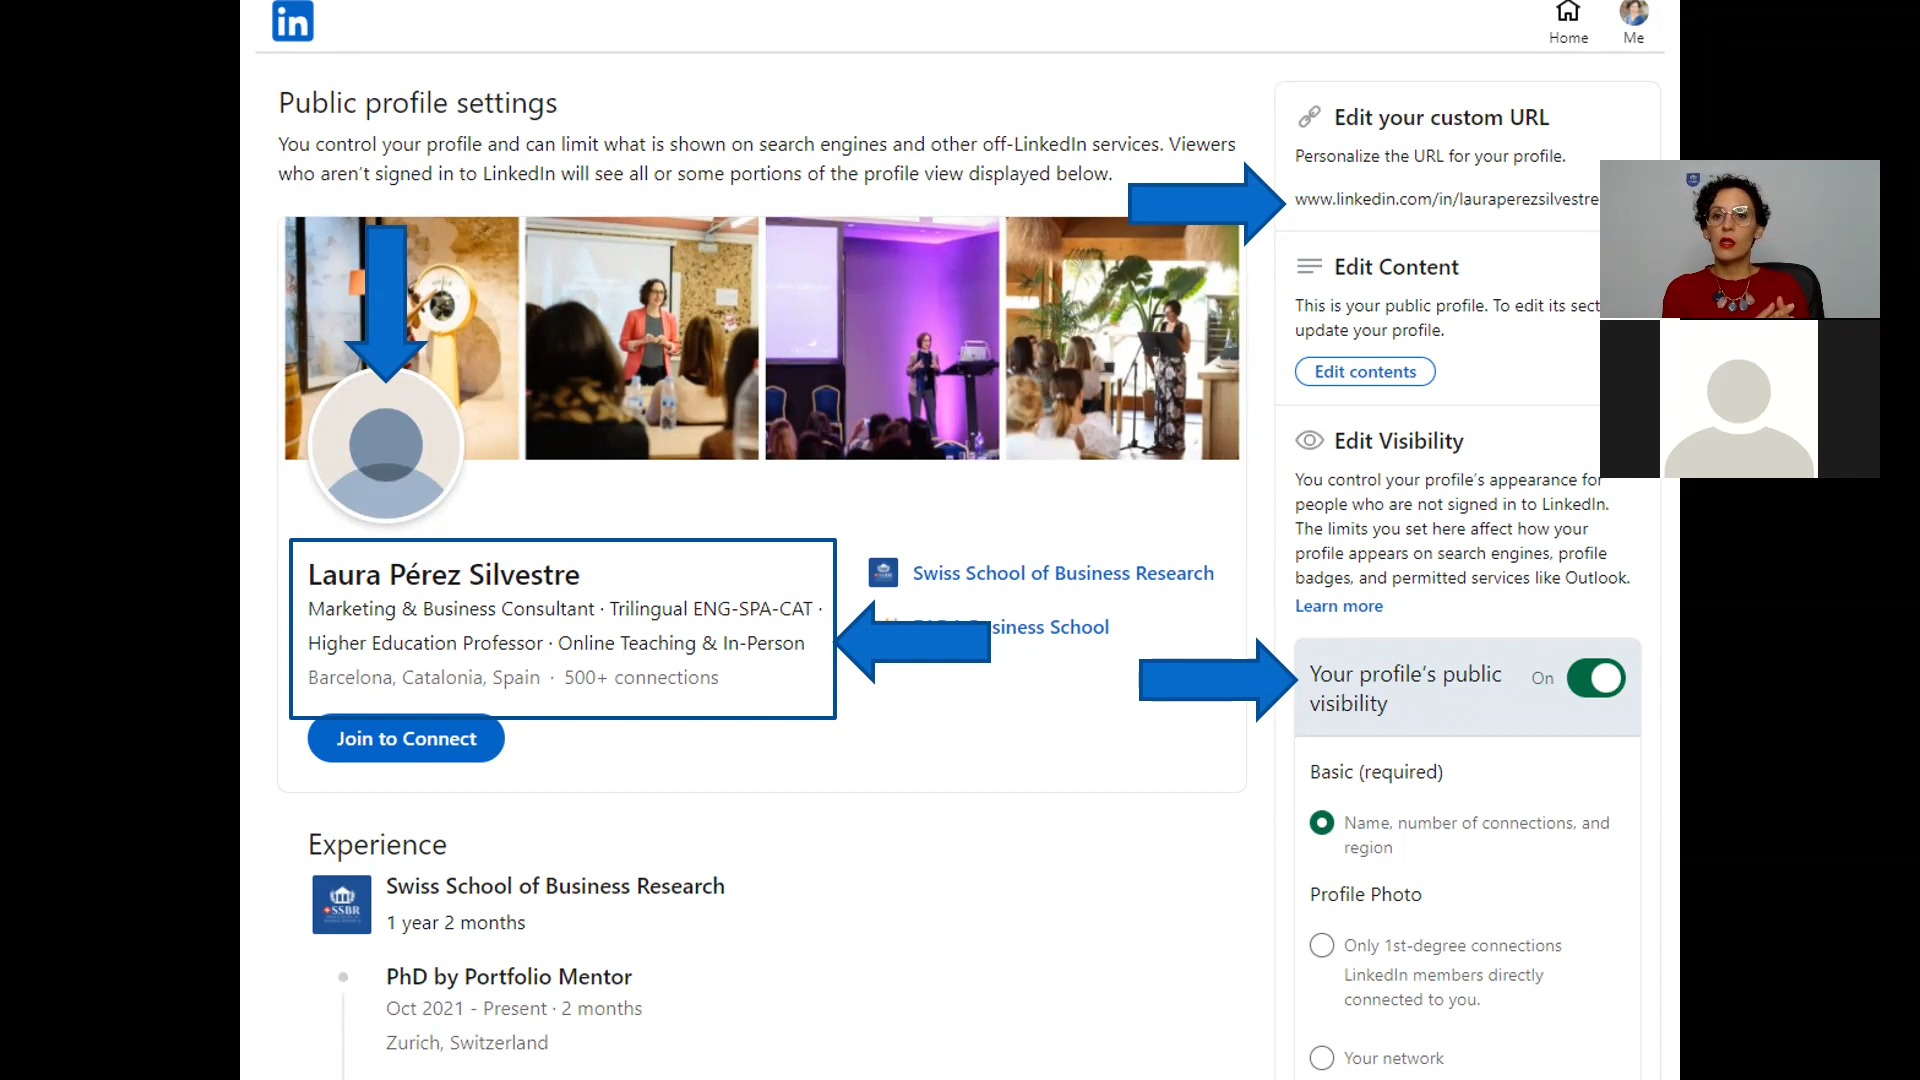 in
Home
Me
Public profile settings
You control your profile and can limit what is shown on search engines and other off-LinkedIn services. Viewers
who aren't signed in to LinkedIn will see all or some portions of the profile view displayed below.
Laura Pérez Silvestre
Marketing & Business Consultant · Trilingual ENG-SPA-CAT ·
Higher Education Professor · Online Teaching & In-Person
Barcelona, Catalonia, Spain · 500+ connections
Join to Connect
Swiss School of Business Research
Business School
Experience
SSBR
Swiss School of Business Research
1 year 2 months
PhD by Portfolio Mentor
Oct 2021 - Present · 2 months
Zurich, Switzerland
Edit your custom URL
Personalize the URL for your profile.
www.linkedin.com/in/lauraperezsilvestre
Edit Content
This is your public profile. To edit its sect
update your profile.
Edit contents
Edit Visibility
You control your profile's appearance for
people who are not signed in to LinkedIn.
The limits you set here affect how your
profile appears on search engines, profile
badges, and permitted services like Outlook.
Learn more
Your profile's public On
visibility
Basic (required)
Name, number of connections, and
region
Profile Photo
Only 1st-degree connections
LinkedIn members directly
connected to you.
Your network